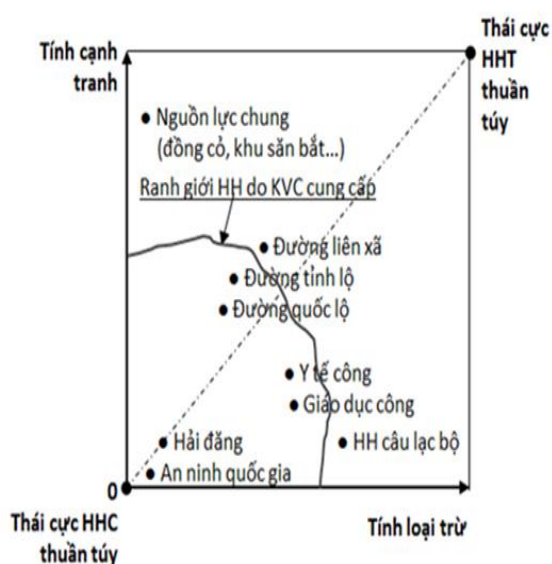 Thái cực
HHT
thuần
túy
Tính cạnh
tranh
Nguồn lực chung
(đồng cỏ, khu săn bắt...)
Ranh giới HH do KVC cung cấp
Đường liên xã
Đường tỉnh lộ
Đường quốc lộ
Y tế công
Giáo dục công
Hải đăng
HH câu lạc bộ
An ninh quốc gia
0
Thái cực HHC
thuần túy
Tính loại trừ